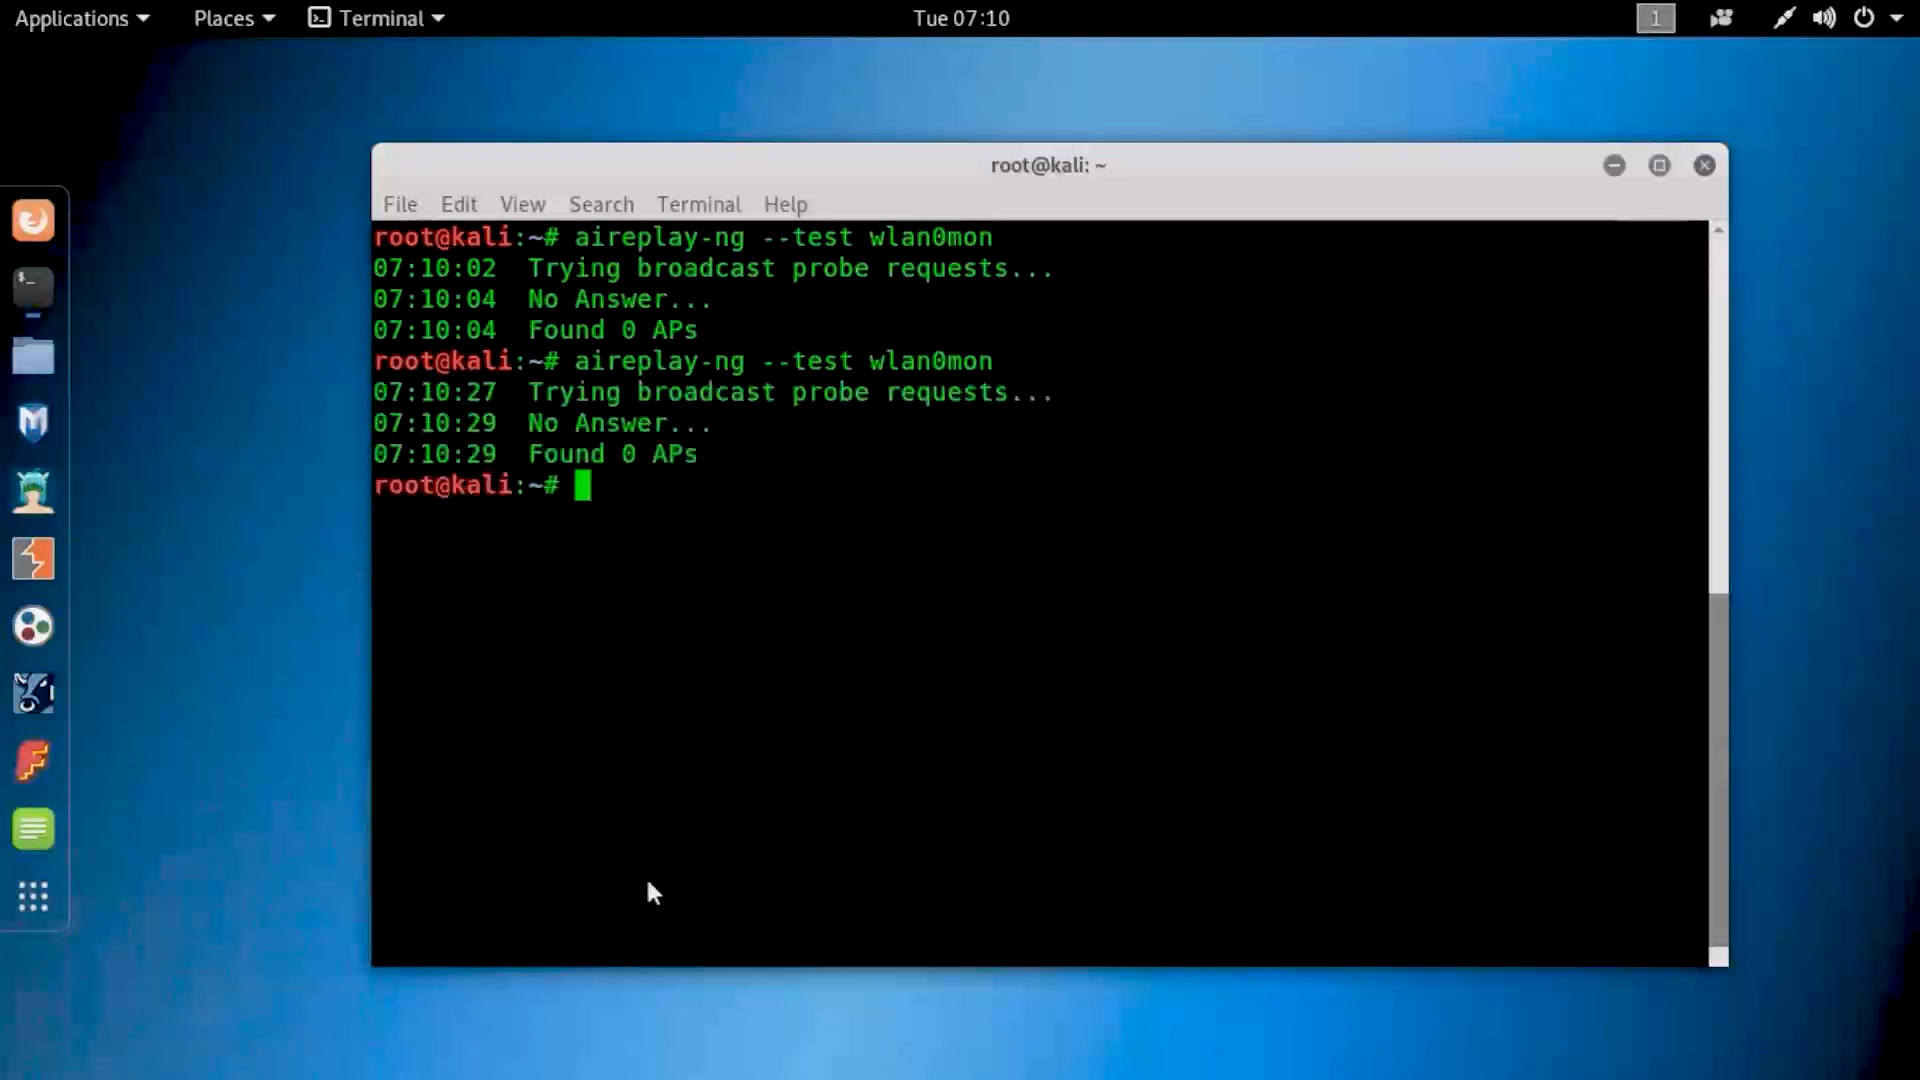 Applications Places Terminal Tue 07:10 1
root@kali: ~
File Edit View Search Terminal Help
root@kali:~# aireplay-ng --test wlan0mon
07:10:02 Trying broadcast probe requests...
07:10:04 No Answer...
07:10:04 Found 0 APs
root@kali:~# aireplay-ng --test wlan0mon
07:10:27 Trying broadcast probe requests...
07:10:29 No Answer...
07:10:29 Found 0 APs
root@kali:~#